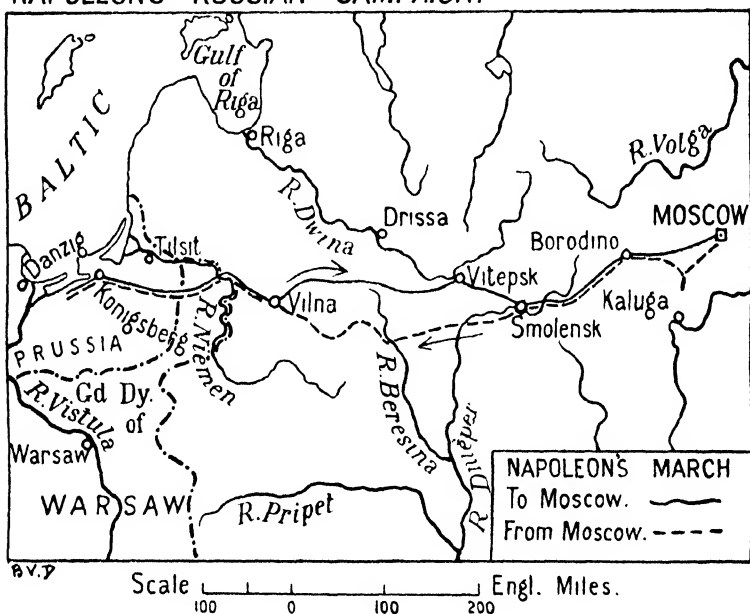 NAPOLEON'S RUSSIAN CAMPAIGN
Gulf
of
Riga
BALTIC
Riga
R. Dwina
Drissa
R. Volga
MOSCOW
Borodino
Danzig
Tilsit
Vitepsk
Vilna
Konigsberg
Kaluga
Smolensk
PRUSSIA
R. Niemen
Gd Dy.
of
R. Vistula
R. Beresina
R. Dnieper
Warsaw
WARSAW
R. Pripet
NAPOLEON'S MARCH
To Moscow.
From Moscow.
B.V.D
Scale Engl. Miles.
100 0 100 200